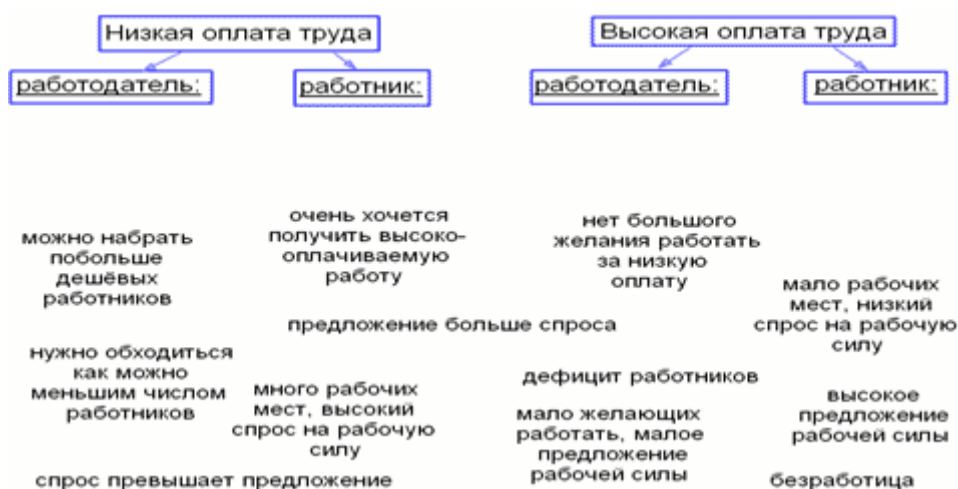 Низкая оплата труда
Высокая оплата труда
работодатель:
работник:
работодатель:
работник:
можно набрать
побольше
дешёвых
работников
очень хочется
получить высоко-
оплачиваемую
работу
нет большого
желания работать
за низкую
оплату
мало рабочих
мест, низкий
спрос на рабочую
силу
предложение больше спроса
нужно обходиться
как можно
меньшим числом
работников
много рабочих
мест, высокий
спрос на рабочую
силу
дефицит работников
мало желающих
работать, малое
предложение
рабочей силы
высокое
предложение
рабочей силы
спрос превышает предложение
безработица